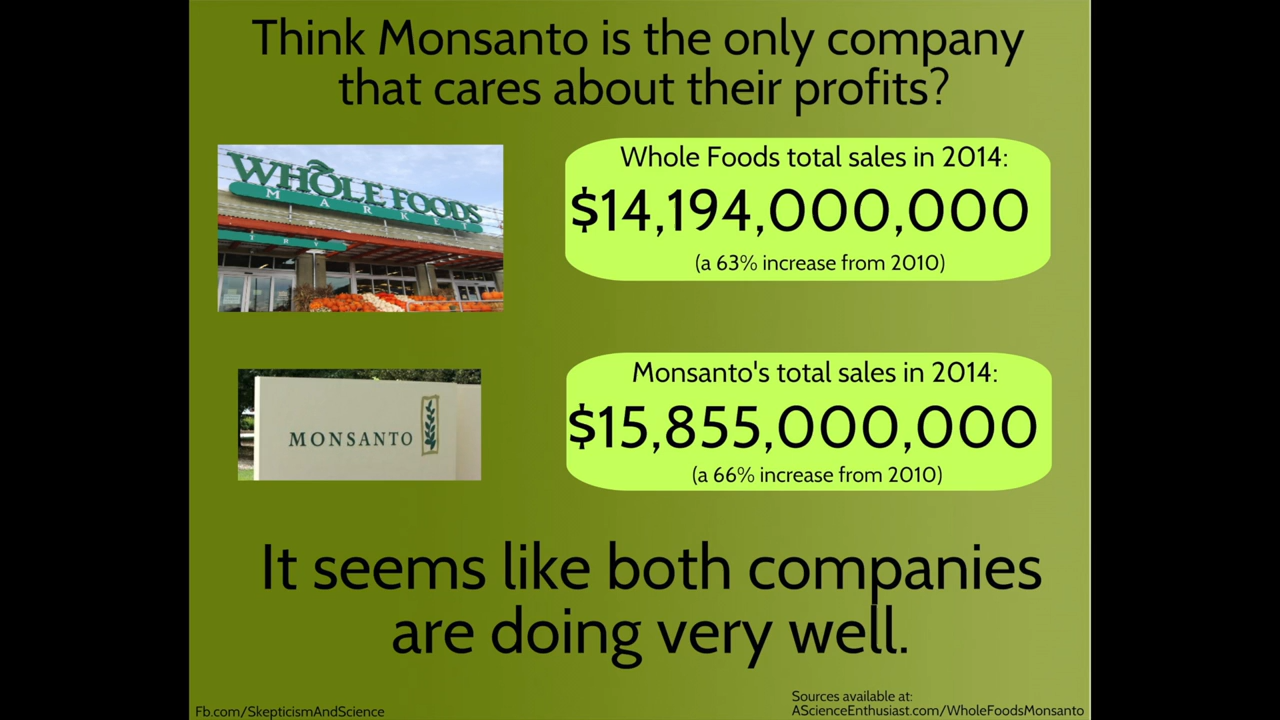 Think Monsanto is the only company
that cares about their profits?
WHOLE FOODS
MARKET
Whole Foods total sales in 2014:
$14,194,000,000
(a 63% increase from 2010)
MONSANTO
Monsanto's total sales in 2014:
$15,855,000,000
(a 66% increase from 2010)
It seems like both companies
are doing very well.
Fb.com/SkepticismAndScience
Sources available at:
AScienceEnthusiast.com/WholeFoodsMonsanto